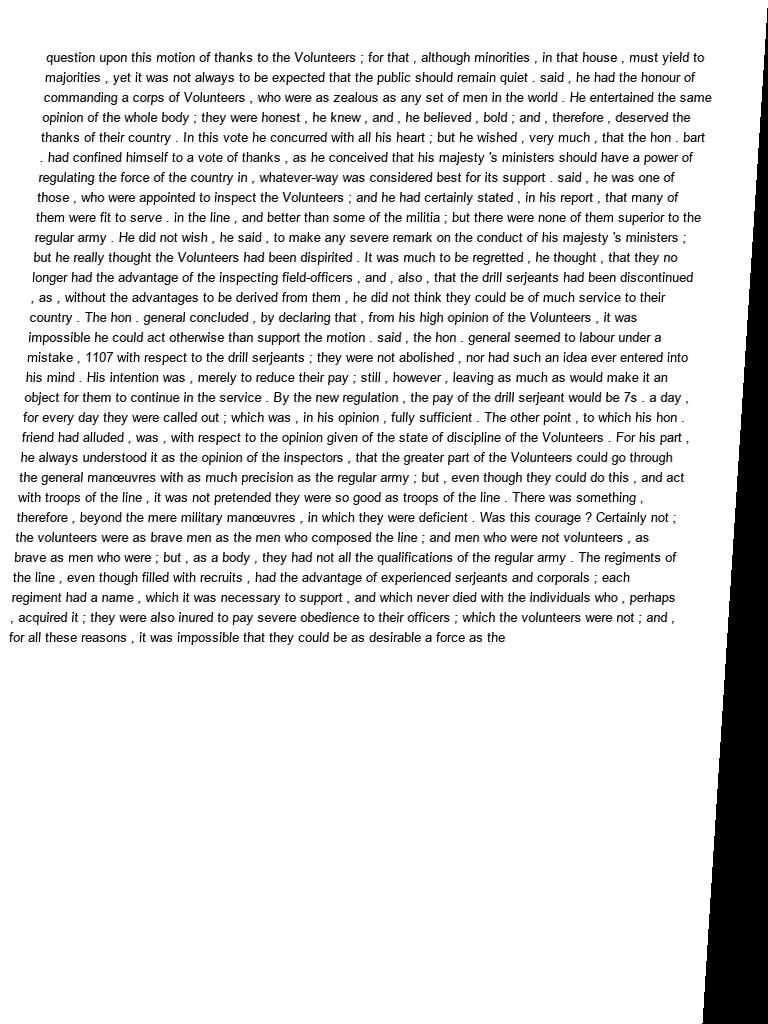 question upon this motion of thanks to the Volunteers ; for that , although minorities , in that house , must yield to
majorities , yet it was not always to be expected that the public should remain quiet . said , he had the honour of
commanding a corps of Volunteers , who were as zealous as any set of men in the world . He entertained the same
opinion of the whole body ; they were honest , he knew , and , he believed , bold ; and , therefore , deserved the
thanks of their country . In this vote he concurred with all his heart ; but he wished , very much , that the hon . bart
. had confined himself to a vote of thanks , as he conceived that his majesty 's ministers should have a power of
regulating the force of the country in , whatever-way was considered best for its support . said , he was one of
those , who were appointed to inspect the Volunteers ; and he had certainly stated , in his report , that many of
them were fit to serve . in the line , and better than some of the militia ; but there were none of them superior to the
regular army . He did not wish , he said , to make any severe remark on the conduct of his majesty 's ministers ;
but he really thought the Volunteers had been dispirited . It was much to be regretted , he thought , that they no
longer had the advantage of the inspecting field-officers , and , also , that the drill serjeants had been discontinued
, as , without the advantages to be derived from them , he did not think they could be of much service to their
country . The hon . general concluded , by declaring that , from his high opinion of the Volunteers , it was
impossible he could act otherwise than support the motion . said , the hon . general seemed to labour under a
mistake , 1107 with respect to the drill serjeants ; they were not abolished , nor had such an idea ever entered into
his mind . His intention was , merely to reduce their pay ; still , however , leaving as much as would make it an
object for them to continue in the service . By the new regulation , the pay of the drill serjeant would be 7s . a day ,
for every day they were called out ; which was , in his opinion , fully sufficient . The other point , to which his hon .
friend had alluded , was , with respect to the opinion given of the state of discipline of the Volunteers . For his part ,
he always understood it as the opinion of the inspectors , that the greater part of the Volunteers could go through
the general manœuvres with as much precision as the regular army ; but , even though they could do this , and act
with troops of the line , it was not pretended they were so good as troops of the line . There was something ,
therefore , beyond the mere military manœuvres , in which they were deficient . Was this courage ? Certainly not ;
the volunteers were as brave men as the men who composed the line ; and men who were not volunteers , as
brave as men who were ; but , as a body , they had not all the qualifications of the regular army . The regiments of
the line , even though filled with recruits , had the advantage of experienced serjeants and corporals ; each
regiment had a name , which it was necessary to support , and which never died with the individuals who , perhaps
, acquired it ; they were also inured to pay severe obedience to their officers ; which the volunteers were not ; and ,
for all these reasons , it was impossible that they could be as desirable a force as the